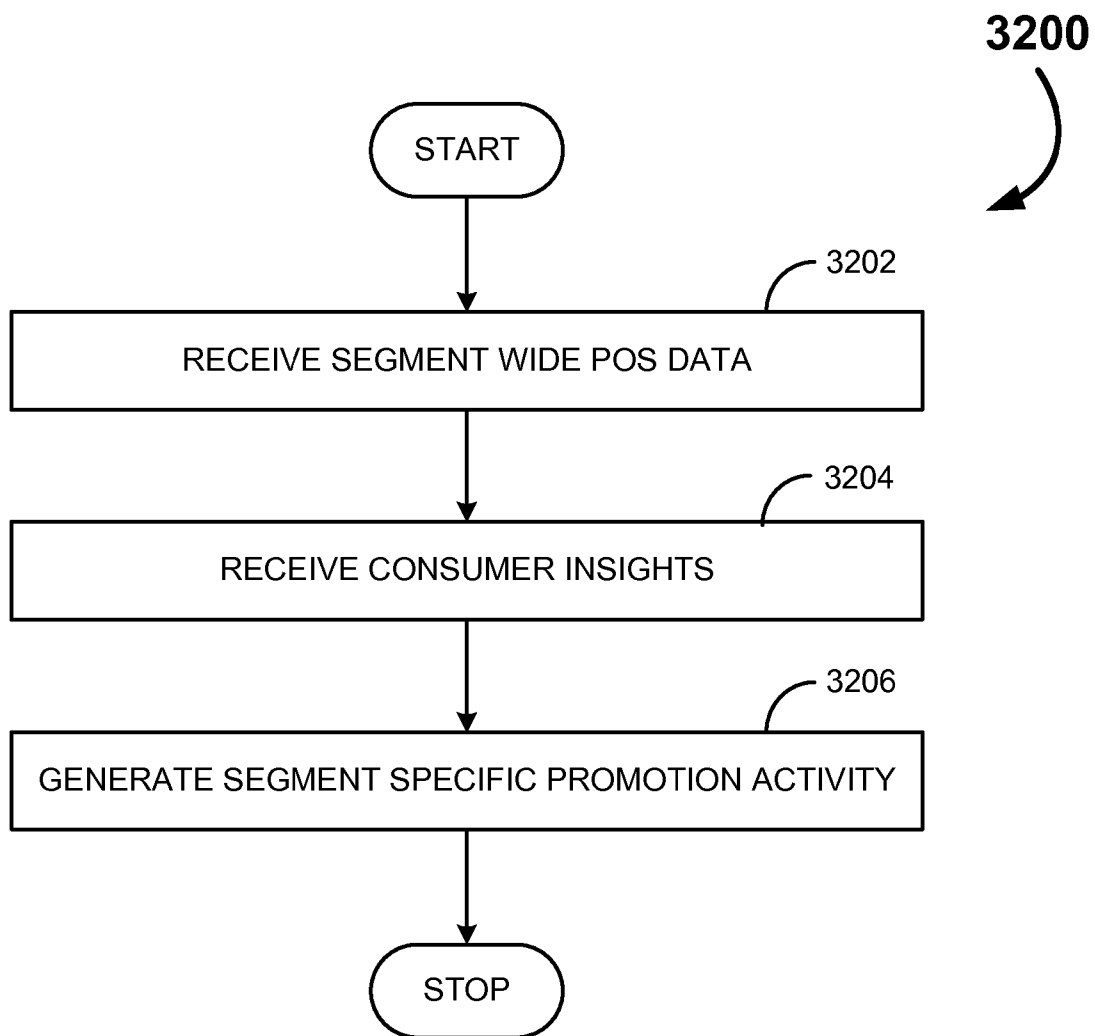 3200
START
3202
RECEIVE SEGMENT WIDE POS DATA
3204
RECEIVE CONSUMER INSIGHTS
3206
GENERATE SEGMENT SPECIFIC PROMOTION ACTIVITY
STOP